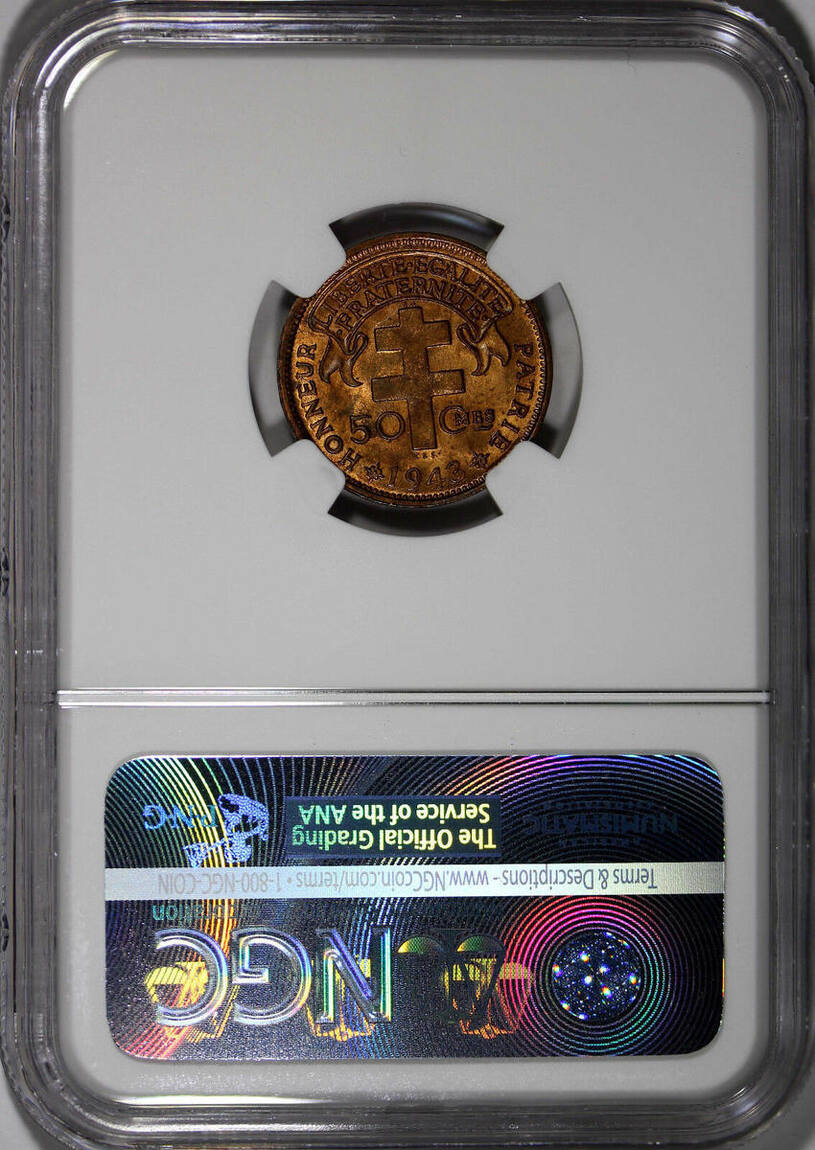 LIBERTE·EGALITE
FRATERNITE
HONNEUR
PATRIE
50 CMES
1943
NGC
Terms & Descriptions - www.NGCcoin.com/terms • 1-800-NGC-COIN
The Official Grading
Service of the ANA
PNG
NUMISMATIC